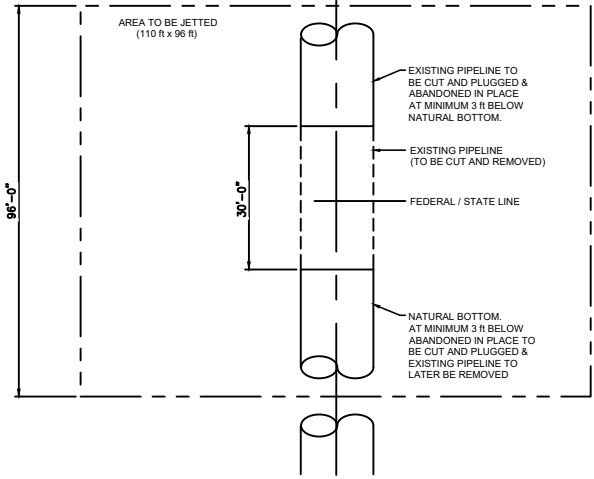 AREA TO BE JETTED
(110 ft x 96 ft)
EXISTING PIPELINE TO
BE CUT AND PLUGGED &
ABANDONED IN PLACE
AT MINIMUM 3 ft BELOW
NATURAL BOTTOM.
EXISTING PIPELINE
(TO BE CUT AND REMOVED)
96'-0"
30'-0"
FEDERAL / STATE LINE
NATURAL BOTTOM.
AT MINIMUM 3 ft BELOW
ABANDONED IN PLACE TO
BE CUT AND PLUGGED &
EXISTING PIPELINE TO
LATER BE REMOVED